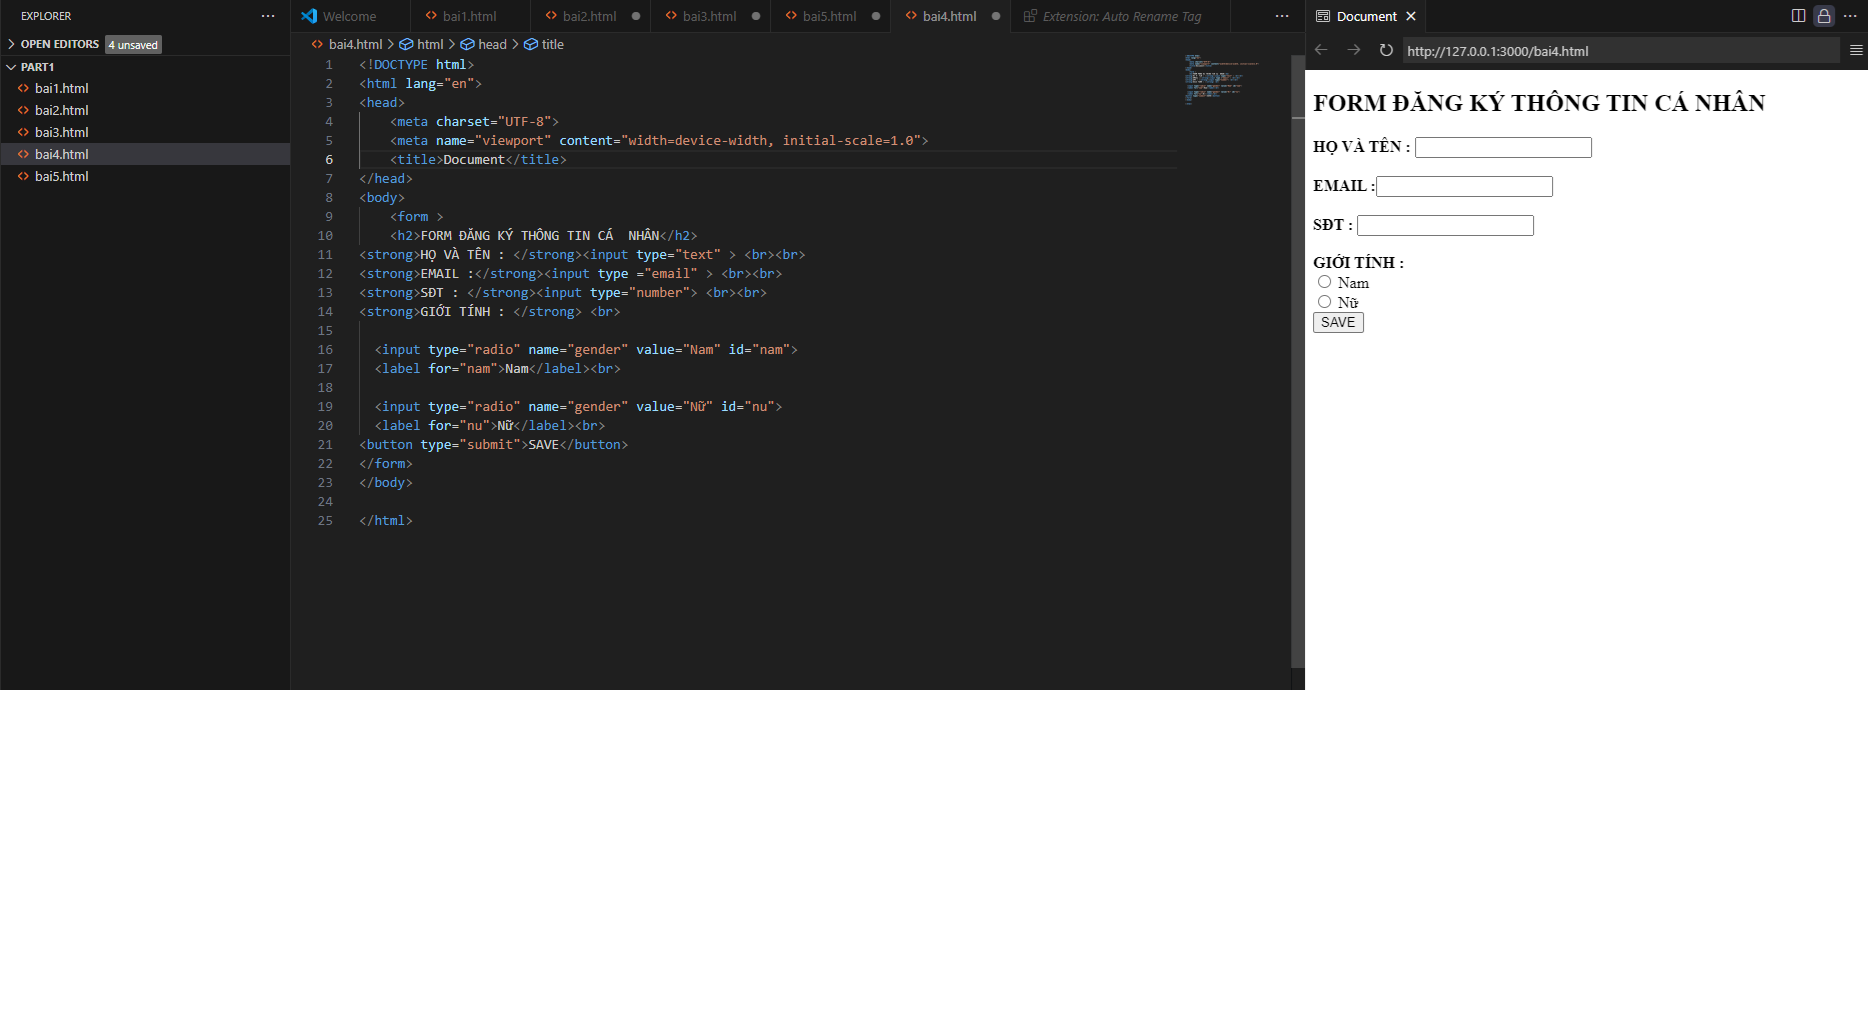 EXPLORER
OPEN EDITORS 4 unsaved
PART1
bai1.html
bai2.html
bai3.html
bai4.html
bai5.html
Welcome bai1.html bai2.html bai3.html bai5.html bai4.html Extension: Auto Rename Tag
bai4.html > html > head > title
1 <!DOCTYPE html>
2 <html lang="en">
3 <head>
4 <meta charset="UTF-8">
5 <meta name="viewport" content="width=device-width, initial-scale=1.0">
6 <title>Document</title>
7 </head>
8 <body>
9 <form >
10 <h2>FORM ĐĂNG KÝ THÔNG TIN CÁ  NHÂN</h2>
11 <strong>HỌ VÀ TÊN : </strong><input type="text" > <br><br>
12 <strong>EMAIL :</strong><input type ="email" > <br><br>
13 <strong>SĐT : </strong><input type="number"> <br><br>
14 <strong>GIỚI TÍNH : </strong> <br>
15
16 <input type="radio" name="gender" value="Nam" id="nam">
17 <label for="nam">Nam</label><br>
18
19 <input type="radio" name="gender" value="Nữ" id="nu">
20 <label for="nu">Nữ</label><br>
21 <button type="submit">SAVE</button>
22 </form>
23 </body>
24
25 </html>
Document
http://127.0.0.1:3000/bai4.html
FORM ĐĂNG KÝ THÔNG TIN CÁ NHÂN
HỌ VÀ TÊN :
EMAIL :
SĐT :
GIỚI TÍNH :
Nam
Nữ
SAVE